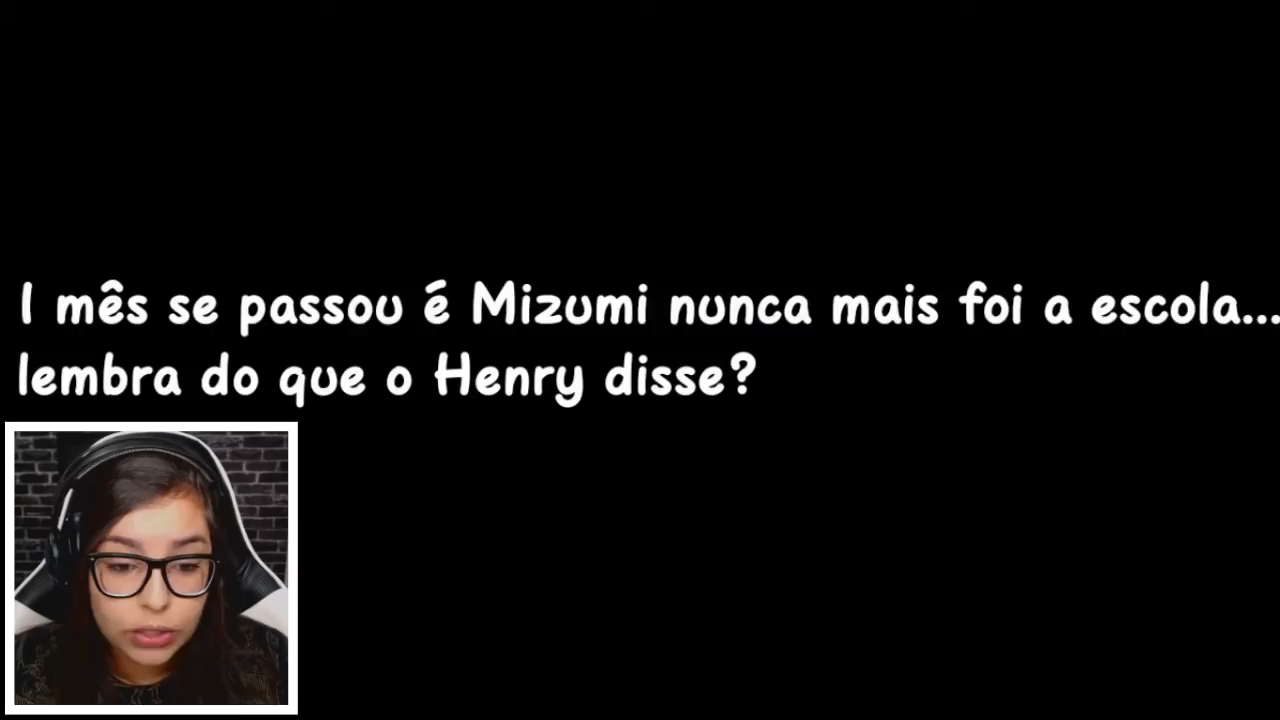 1 mês se passou é Mizumi nunca mais foi a escola...
lembra do que o Henry disse?